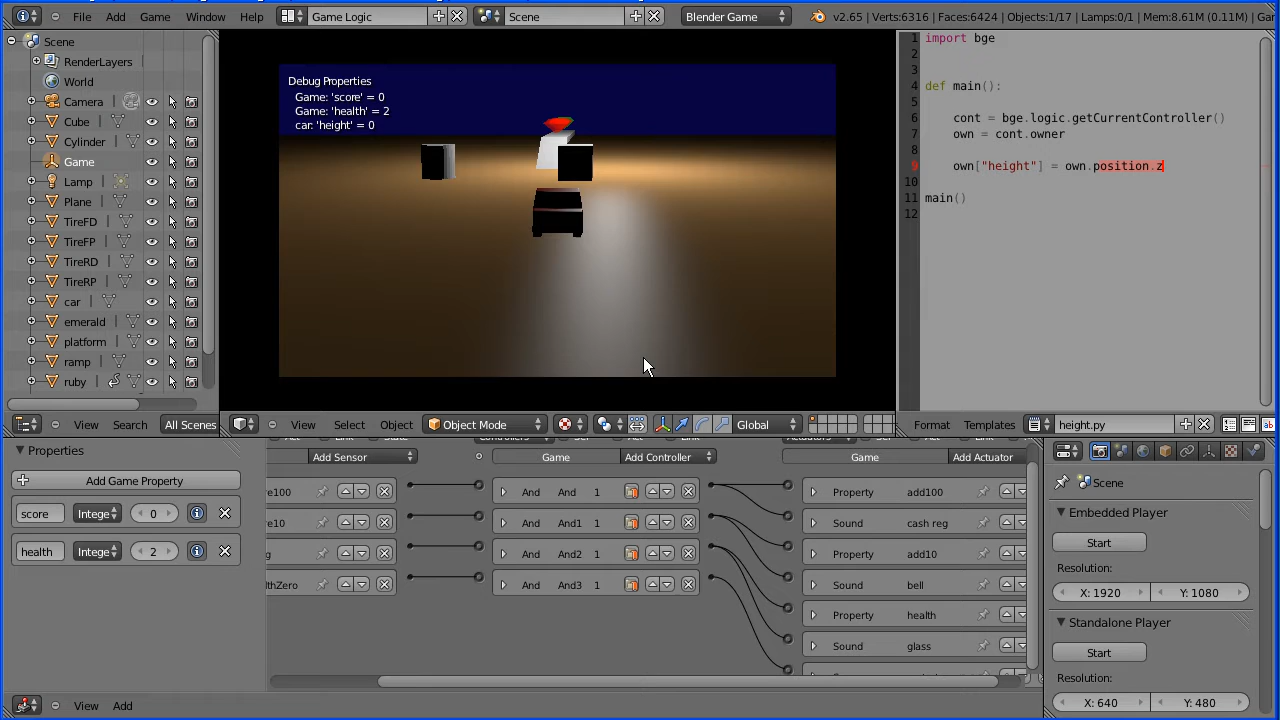 File Add Game Window Help Game Logic Scene Blender Game v2.65 | Verts:6316 | Faces:6424 | Objects:1/17 | Lamps:0/1 | Mem:8.61M (0.11M) | Gar
Scene
RenderLayers
World
Camera
Cube
Cylinder
Game
Lamp
Plane
TireFD
TireFP
TireRD
TireRP
car
emerald
platform
ramp
ruby
View Search All Scenes
Debug Properties
Game: 'score' = 0
Game: 'health' = 2
car: 'height' = 0
View Select Object Object Mode Global
1 import bge
2
3
4 def main():
5
6 cont = bge.logic.getCurrentController()
7 own = cont.owner
8
9 own["height"] = own.position.z
10
11 main()
12
Format Templates height.py
Properties
Add Game Property
score Intege 0
health Intege 2
Add Sensor
Game Add Controller
Game Add Actuator
re100 And And 1 Property add100
re10 And And1 1 Sound cash reg
g And And2 1 Property add10
lthZero And And3 1 Sound bell
Property health
Sound glass
View Add
Scene
Embedded Player
Start
Resolution:
X: 1920 Y: 1080
Standalone Player
Start
Resolution:
X: 640 Y: 480